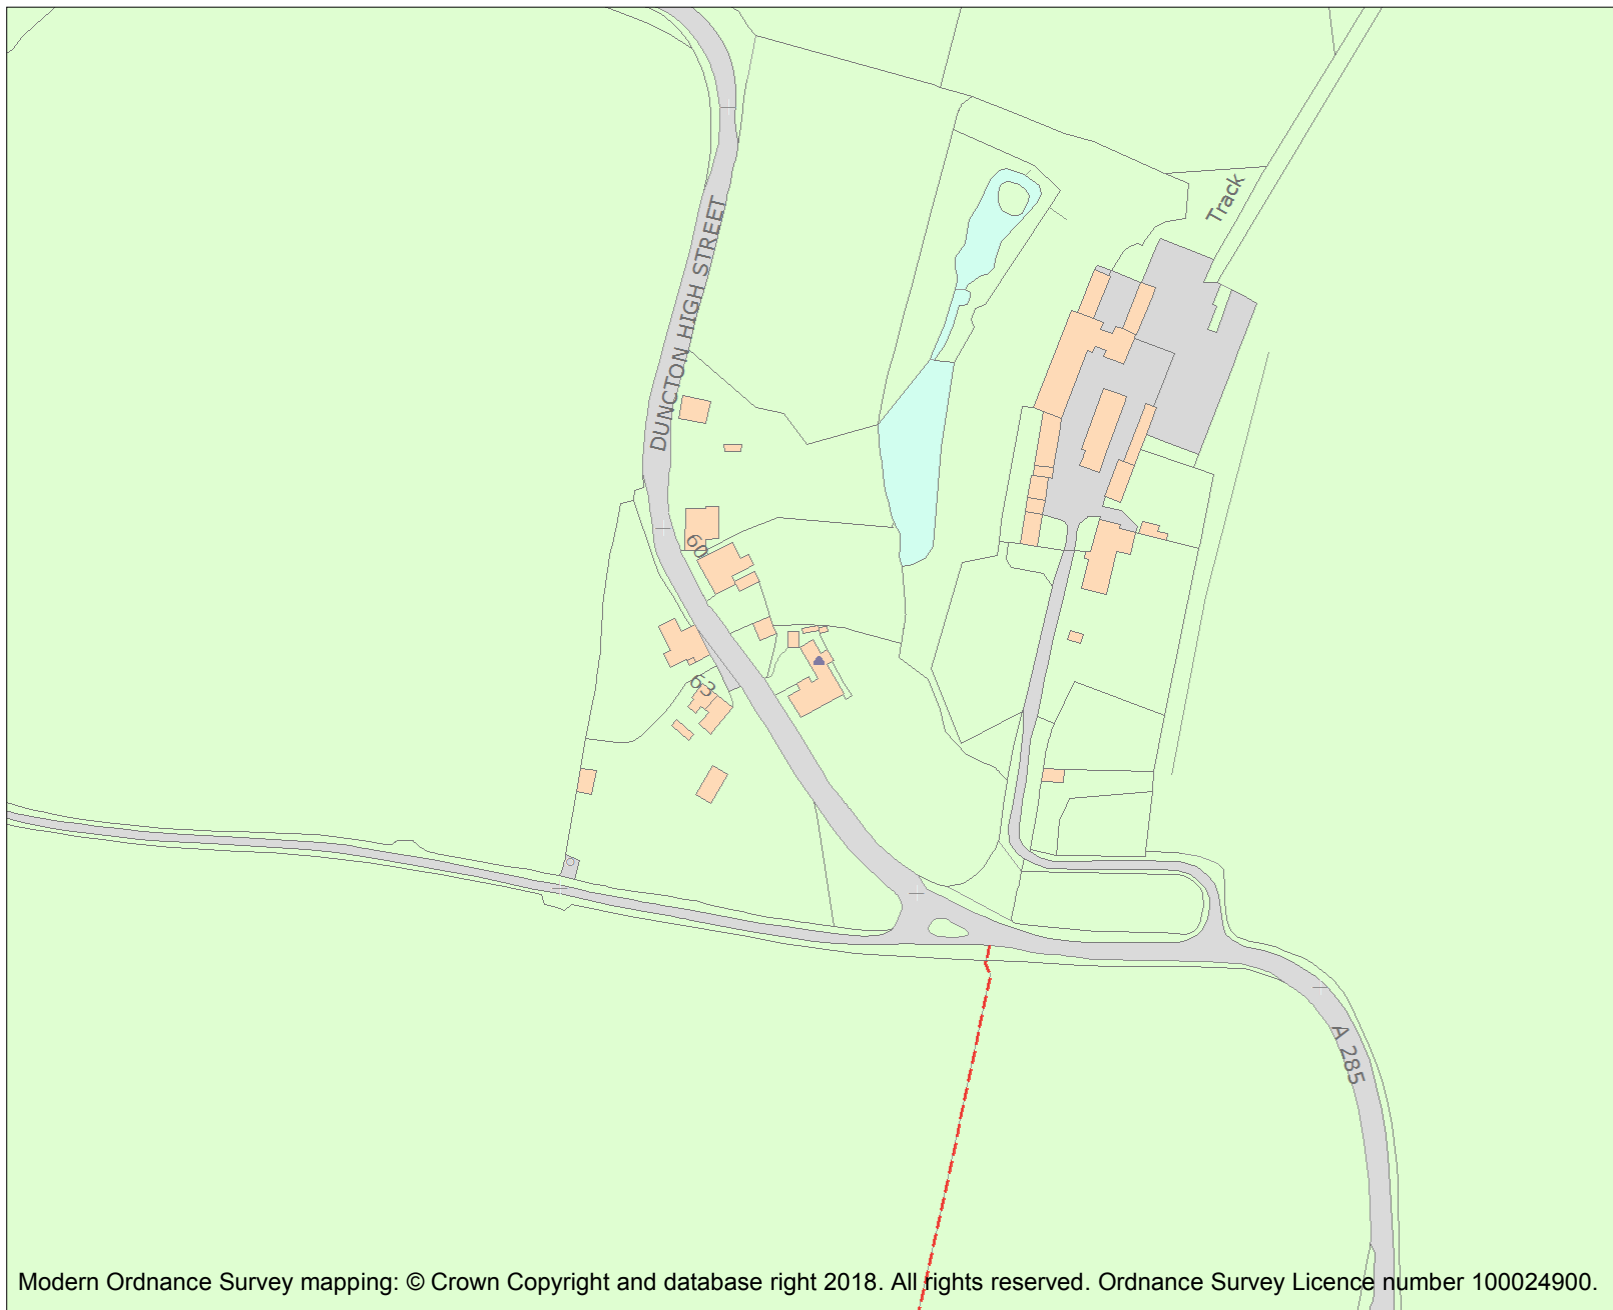 Track
DUNCTON HIGH STREET
60
63
A 285
Modern Ordnance Survey mapping: © Crown Copyright and database right 2018. All rights reserved. Ordnance Survey Licence number 100024900.